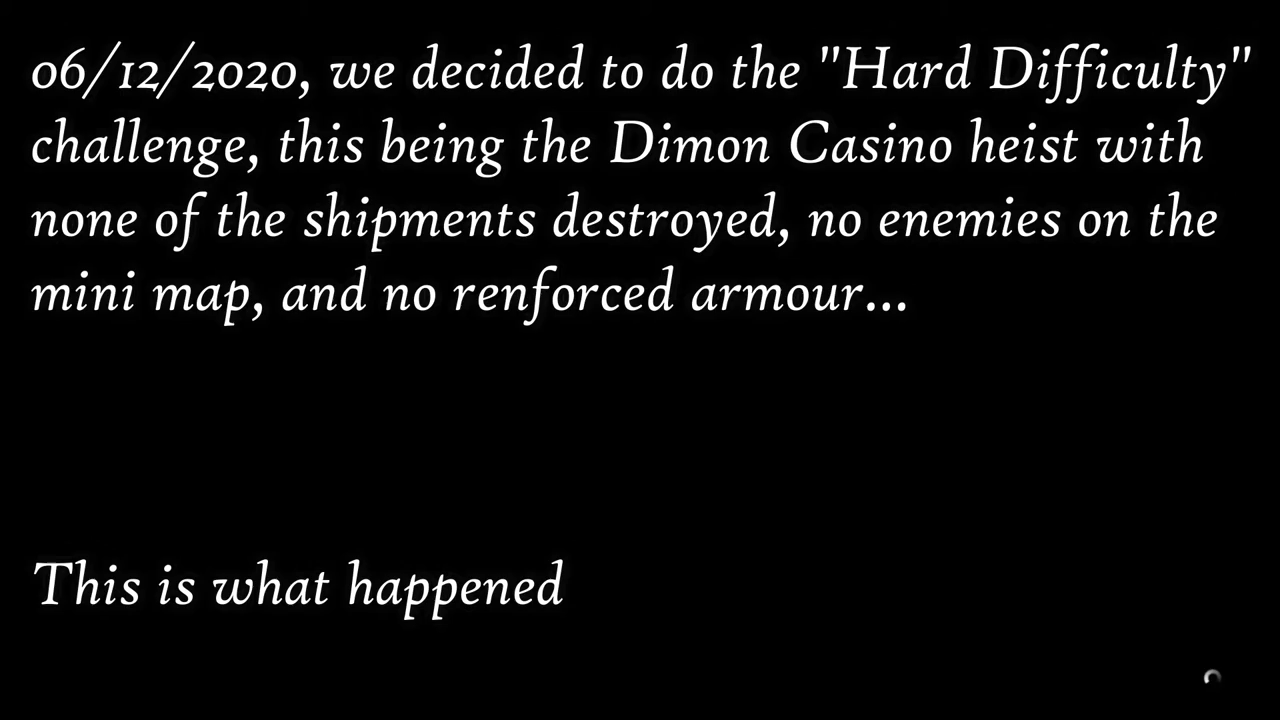 06/12/2020, we decided to do the "Hard Difficulty"
challenge, this being the Dimon Casino heist with
none of the shipments destroyed, no enemies on the
mini map, and no renforced armour...
This is what happened